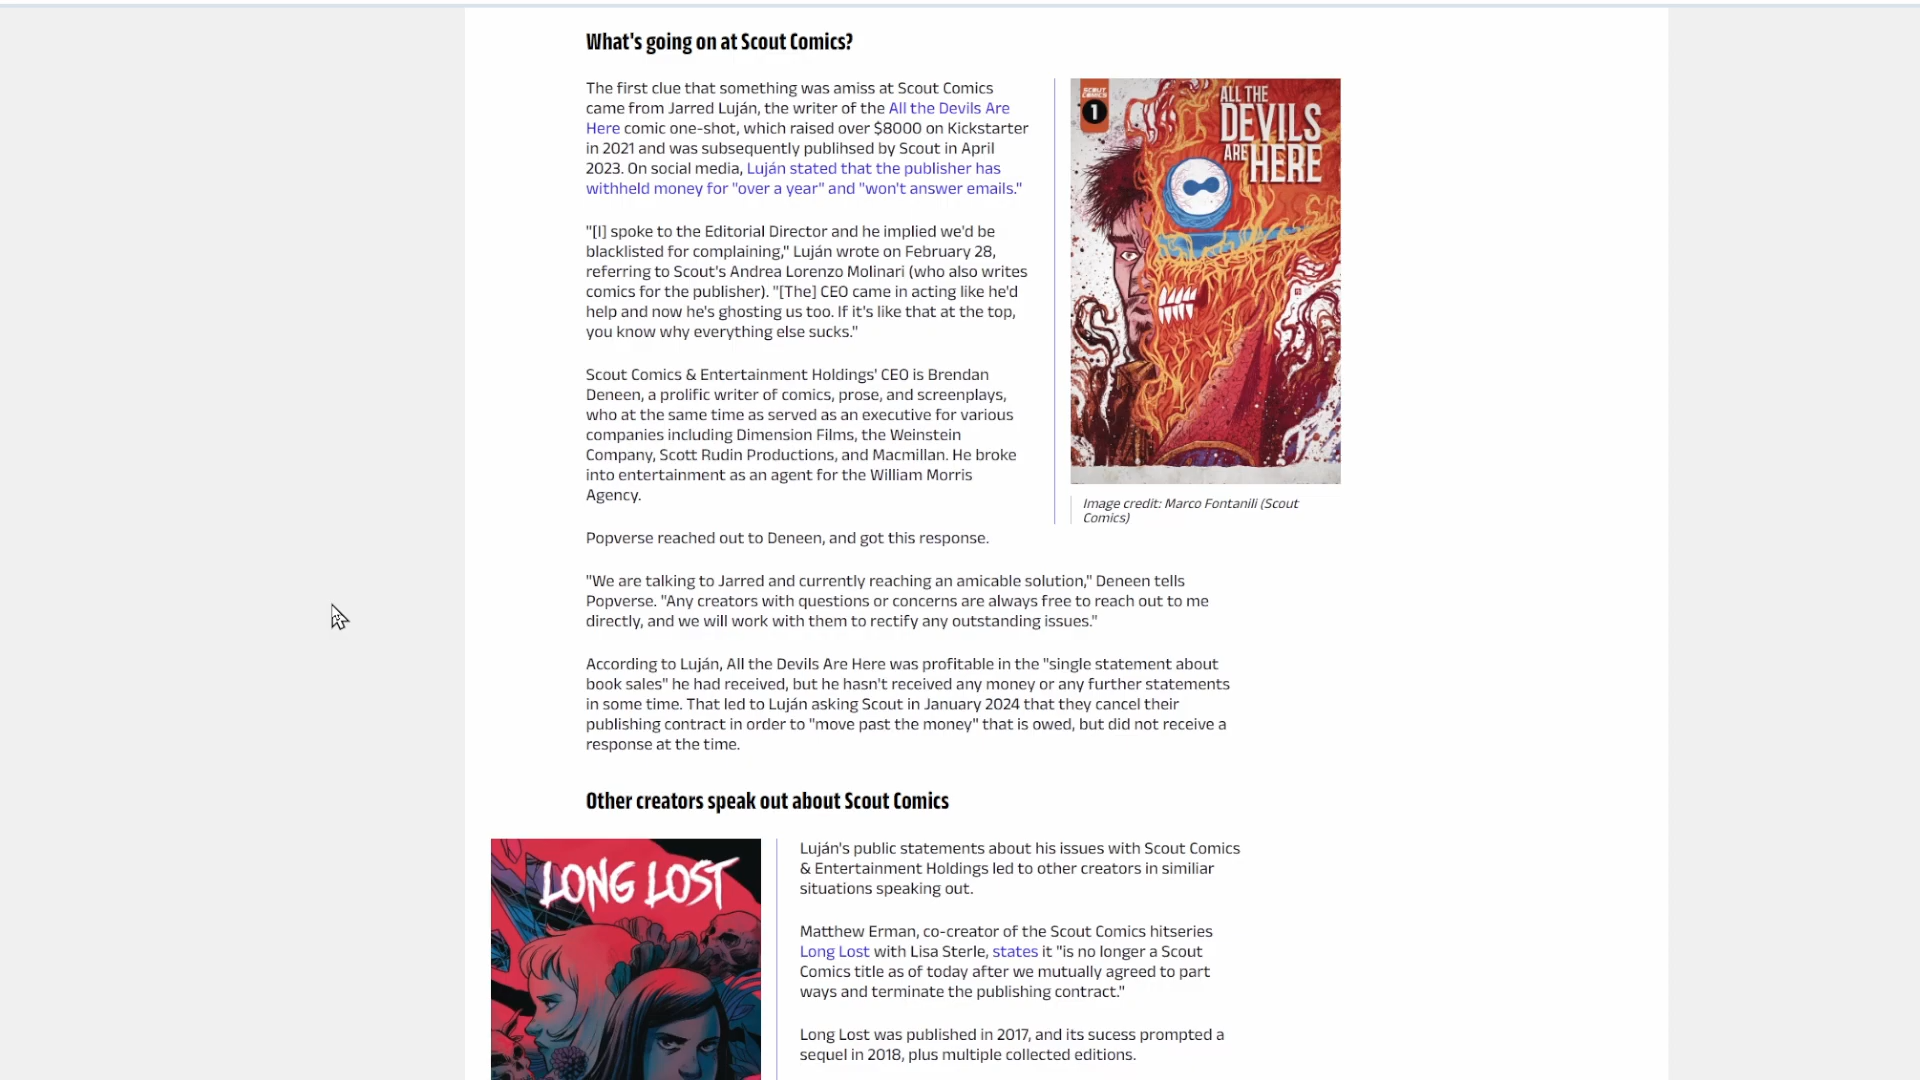 What's going on at Scout Comics?
The first clue that something was amiss at Scout Comics
came from Jarred Luján, the writer of the All the Devils Are
Here comic one-shot, which raised over $8000 on Kickstarter
in 2021 and was subsequently publihsed by Scout in April
2023. On social media, Luján stated that the publisher has
withheld money for "over a year" and "won't answer emails."
"[I] spoke to the Editorial Director and he implied we'd be
blacklisted for complaining," Luján wrote on February 28,
referring to Scout's Andrea Lorenzo Molinari (who also writes
comics for the publisher). "[The] CEO came in acting like he'd
help and now he's ghosting us too. If it's like that at the top,
you know why everything else sucks."
Scout Comics & Entertainment Holdings' CEO is Brendan
Deneen, a prolific writer of comics, prose, and screenplays,
who at the same time as served as an executive for various
companies including Dimension Films, the Weinstein
Company, Scott Rudin Productions, and Macmillan. He broke
into entertainment as an agent for the William Morris
Agency.
SCOUT
COMICS
1
ALL THE
DEVILS
ARE HERE
Image credit: Marco Fontanili (Scout
Comics)
Popverse reached out to Deneen, and got this response.
"We are talking to Jarred and currently reaching an amicable solution," Deneen tells
Popverse. "Any creators with questions or concerns are always free to reach out to me
directly, and we will work with them to rectify any outstanding issues."
According to Luján, All the Devils Are Here was profitable in the "single statement about
book sales" he had received, but he hasn't received any money or any further statements
in some time. That led to Luján asking Scout in January 2024 that they cancel their
publishing contract in order to "move past the money" that is owed, but did not receive a
response at the time.
Other creators speak out about Scout Comics
LONG LOST
Luján's public statements about his issues with Scout Comics
& Entertainment Holdings led to other creators in similiar
situations speaking out.
Matthew Erman, co-creator of the Scout Comics hitseries
Long Lost with Lisa Sterle, states it "is no longer a Scout
Comics title as of today after we mutually agreed to part
ways and terminate the publishing contract."
Long Lost was published in 2017, and its sucess prompted a
sequel in 2018, plus multiple collected editions.